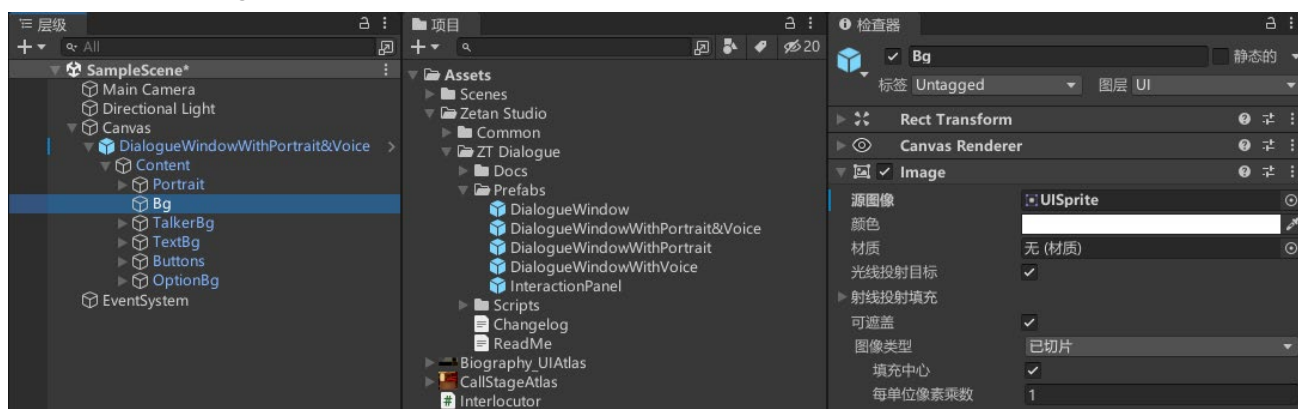 层级
All
SampleScene*
Main Camera
Directional Light
Canvas
DialogueWindowWithPortrait&Voice
Content
Portrait
Bg
TalkerBg
TextBg
Buttons
OptionBg
EventSystem
项目
20
Assets
Scenes
Zetan Studio
Common
ZT Dialogue
Docs
Prefabs
DialogueWindow
DialogueWindowWithPortrait&Voice
DialogueWindowWithPortrait
DialogueWindowWithVoice
InteractionPanel
Scripts
Changelog
ReadMe
Biography_UIAtlas
CallStageAtlas
Interlocutor
检查器
Bg 静态的
标签 Untagged 图层 UI
Rect Transform
Canvas Renderer
Image
源图像 UISprite
颜色
材质 无 (材质)
光线投射目标
射线投射填充
可遮盖
图像类型 已切片
填充中心
每单位像素乘数 1